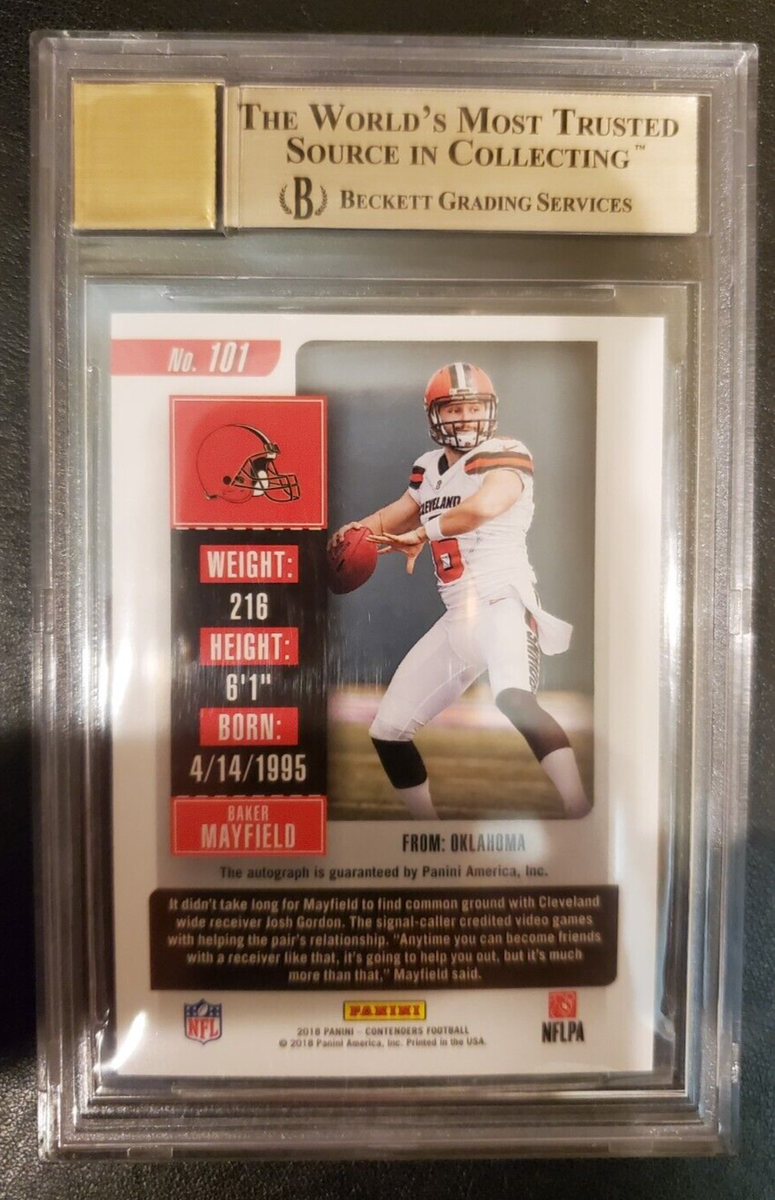 THE WORLD'S MOST TRUSTED
SOURCE IN COLLECTING™
B BECKETT GRADING SERVICES
No. 101
CLEVELAND
6
WEIGHT:
216
HEIGHT:
6'1"
BORN:
4/14/1995
BAKER
MAYFIELD
FROM: OKLAHOMA
The autograph is guaranteed by Panini America, Inc.
It didn't take long for Mayfield to find common ground with Cleveland
wide receiver Josh Gordon. The signal-caller credited video games
with helping the pair's relationship. "Anytime you can become friends
with a receiver like that, it's going to help you out, but it's much
more than that," Mayfield said.
NFL
PANINI
2018 PANINI – CONTENDERS FOOTBALL
© 2018 Panini America, Inc. Printed in the USA.
NFLPA